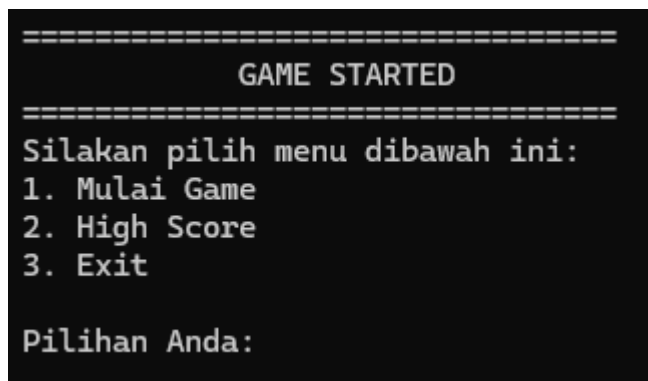 =================================
GAME STARTED
=================================
Silakan pilih menu dibawah ini:
1. Mulai Game
2. High Score
3. Exit
Pilihan Anda: